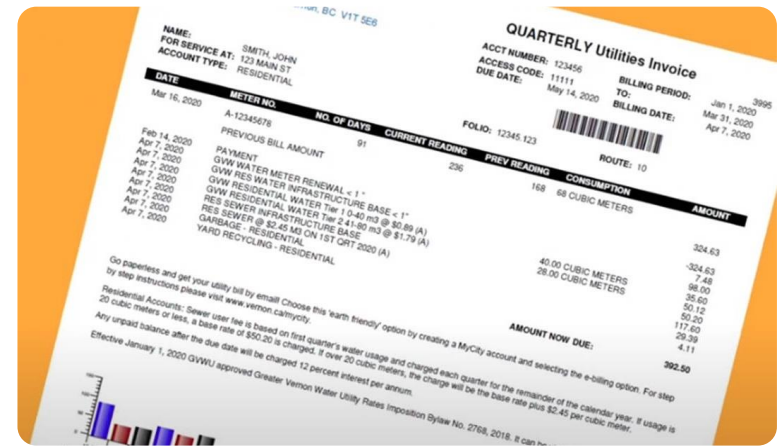 non, BC V1T 5E6
QUARTERLY Utilities Invoice
3995
NAME: SMITH, JOHN
FOR SERVICE AT: 123 MAIN ST
ACCOUNT TYPE: RESIDENTIAL
ACCT NUMBER: 123456
ACCESS CODE: 11111
DUE DATE: May 14, 2020
BILLING PERIOD: Jan 1, 2020
TO: Mar 31, 2020
BILLING DATE: Apr 7, 2020
FOLIO: 12345.123
ROUTE: 10
DATE METER NO. NO. OF DAYS CURRENT READING PREV READING CONSUMPTION AMOUNT
Mar 16, 2020 A-12345678 91 236 168 68 CUBIC METERS
PREVIOUS BILL AMOUNT 324.63
Feb 14, 2020 PAYMENT -324.63
Apr 7, 2020 GVW WATER METER RENEWAL < 1" 7.48
Apr 7, 2020 GVW RES WATER INFRASTRUCTURE BASE < 1" 98.00
Apr 7, 2020 GVW RESIDENTIAL WATER Tier 1 0-40 m3 @ $0.89 (A) 40.00 CUBIC METERS 35.60
Apr 7, 2020 GVW RESIDENTIAL WATER Tier 2 41-80 m3 @ $1.79 (A) 28.00 CUBIC METERS 50.12
Apr 7, 2020 RES SEWER INFRASTRUCTURE BASE 50.20
Apr 7, 2020 RES SEWER @ $2.45 M3 ON 1ST QRT 2020 (A) 117.60
Apr 7, 2020 GARBAGE - RESIDENTIAL 29.39
Apr 7, 2020 YARD RECYCLING - RESIDENTIAL 4.11
AMOUNT NOW DUE: 392.50
Go paperless and get your utility bill by email! Choose this 'earth friendly' option by creating a MyCity account and selecting the e-billing option. For step
by step instructions please visit www.vernon.ca/mycity.
Residential Accounts: Sewer user fee is based on first quarter's water usage and charged each quarter for the remainder of the calendar year. If usage is
20 cubic meters or less, a base rate of $50.20 is charged. If over 20 cubic meters, the charge will be the base rate plus $2.45 per cubic meter.
Any unpaid balance after the due date will be charged 12 percent interest per annum.
Effective January 1, 2020 GVWU approved Greater Vernon Water Utility Rates Imposition Bylaw No. 2768, 2018. It can be